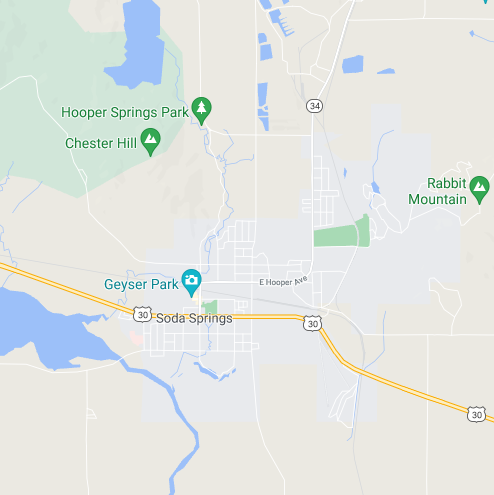 34
Hooper Springs Park
Chester Hill
Rabbit
Mountain
Geyser Park
E Hooper Ave
30
Soda Springs
30
30